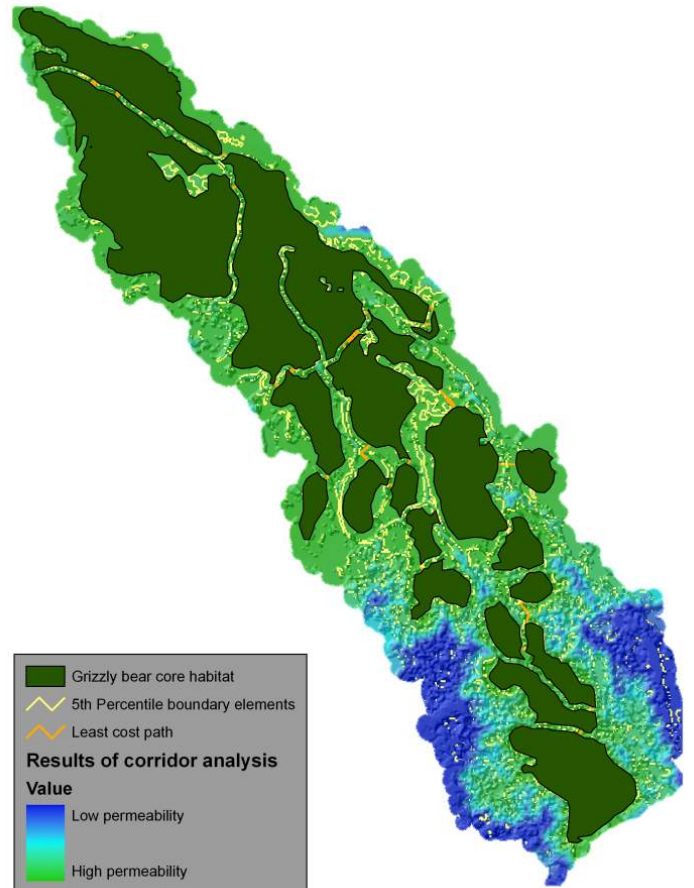 Grizzly bear core habitat
5th Percentile boundary elements
Least cost path
Results of corridor analysis
Value
Low permeability
High permeability